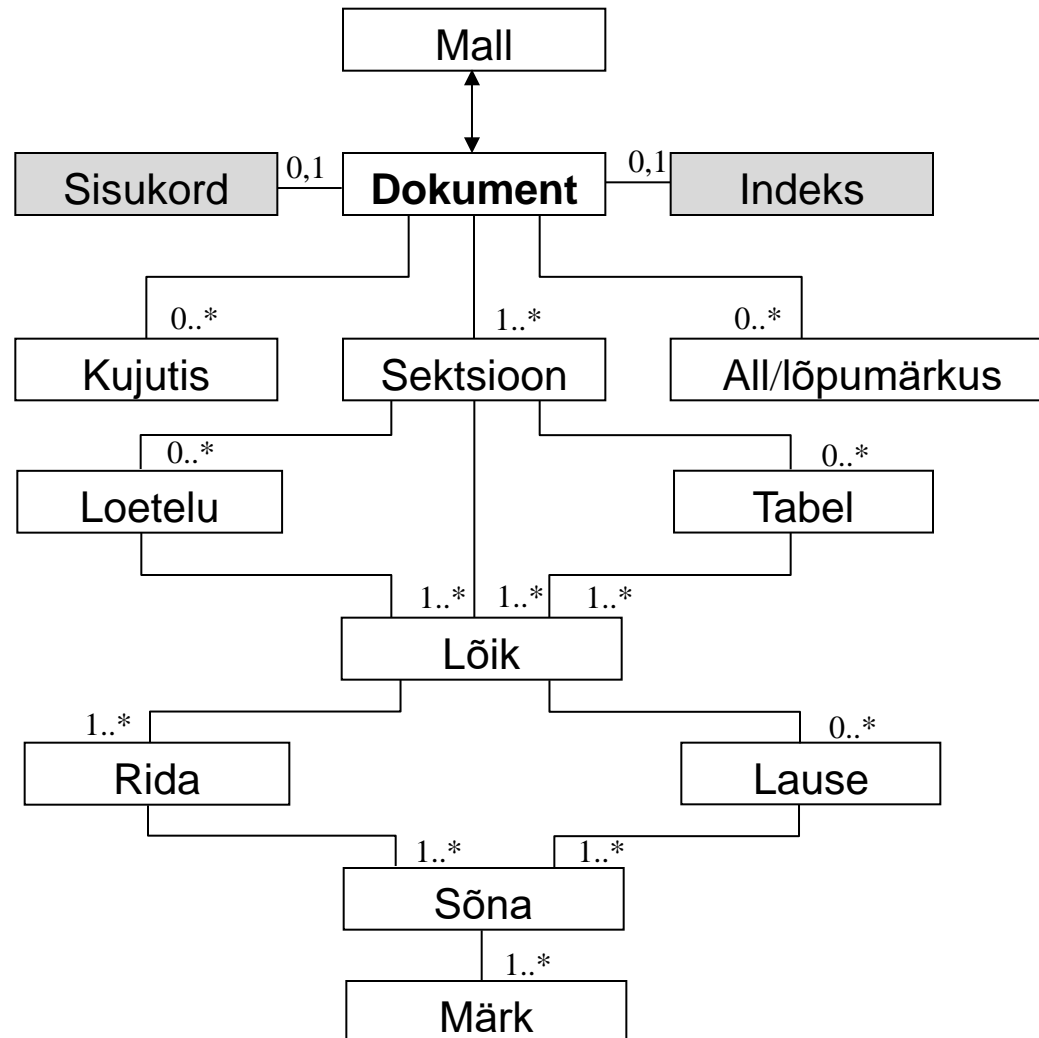 Mall
Sisukord 0,1 Dokument 0,1 Indeks
0..* 1..* 0..*
Kujutis Sektsioon All/lõpumärkus
0..* 0..*
Loetelu Tabel
1..* 1..* 1..*
Lõik
1..* 0..*
Rida Lause
1..* 1..*
Sõna
1..*
Märk